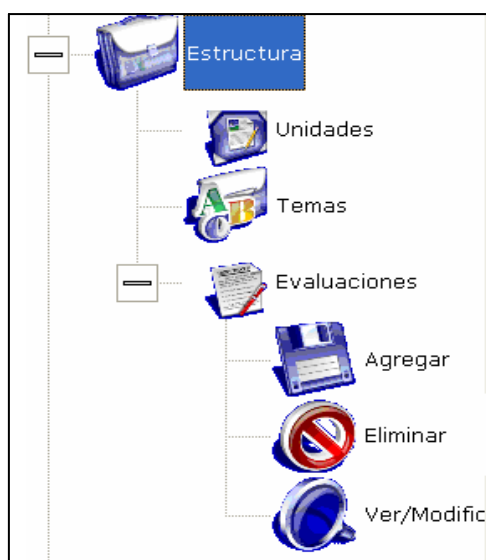 Estructura
Unidades
Temas
Evaluaciones
Agregar
Eliminar
Ver/Modific